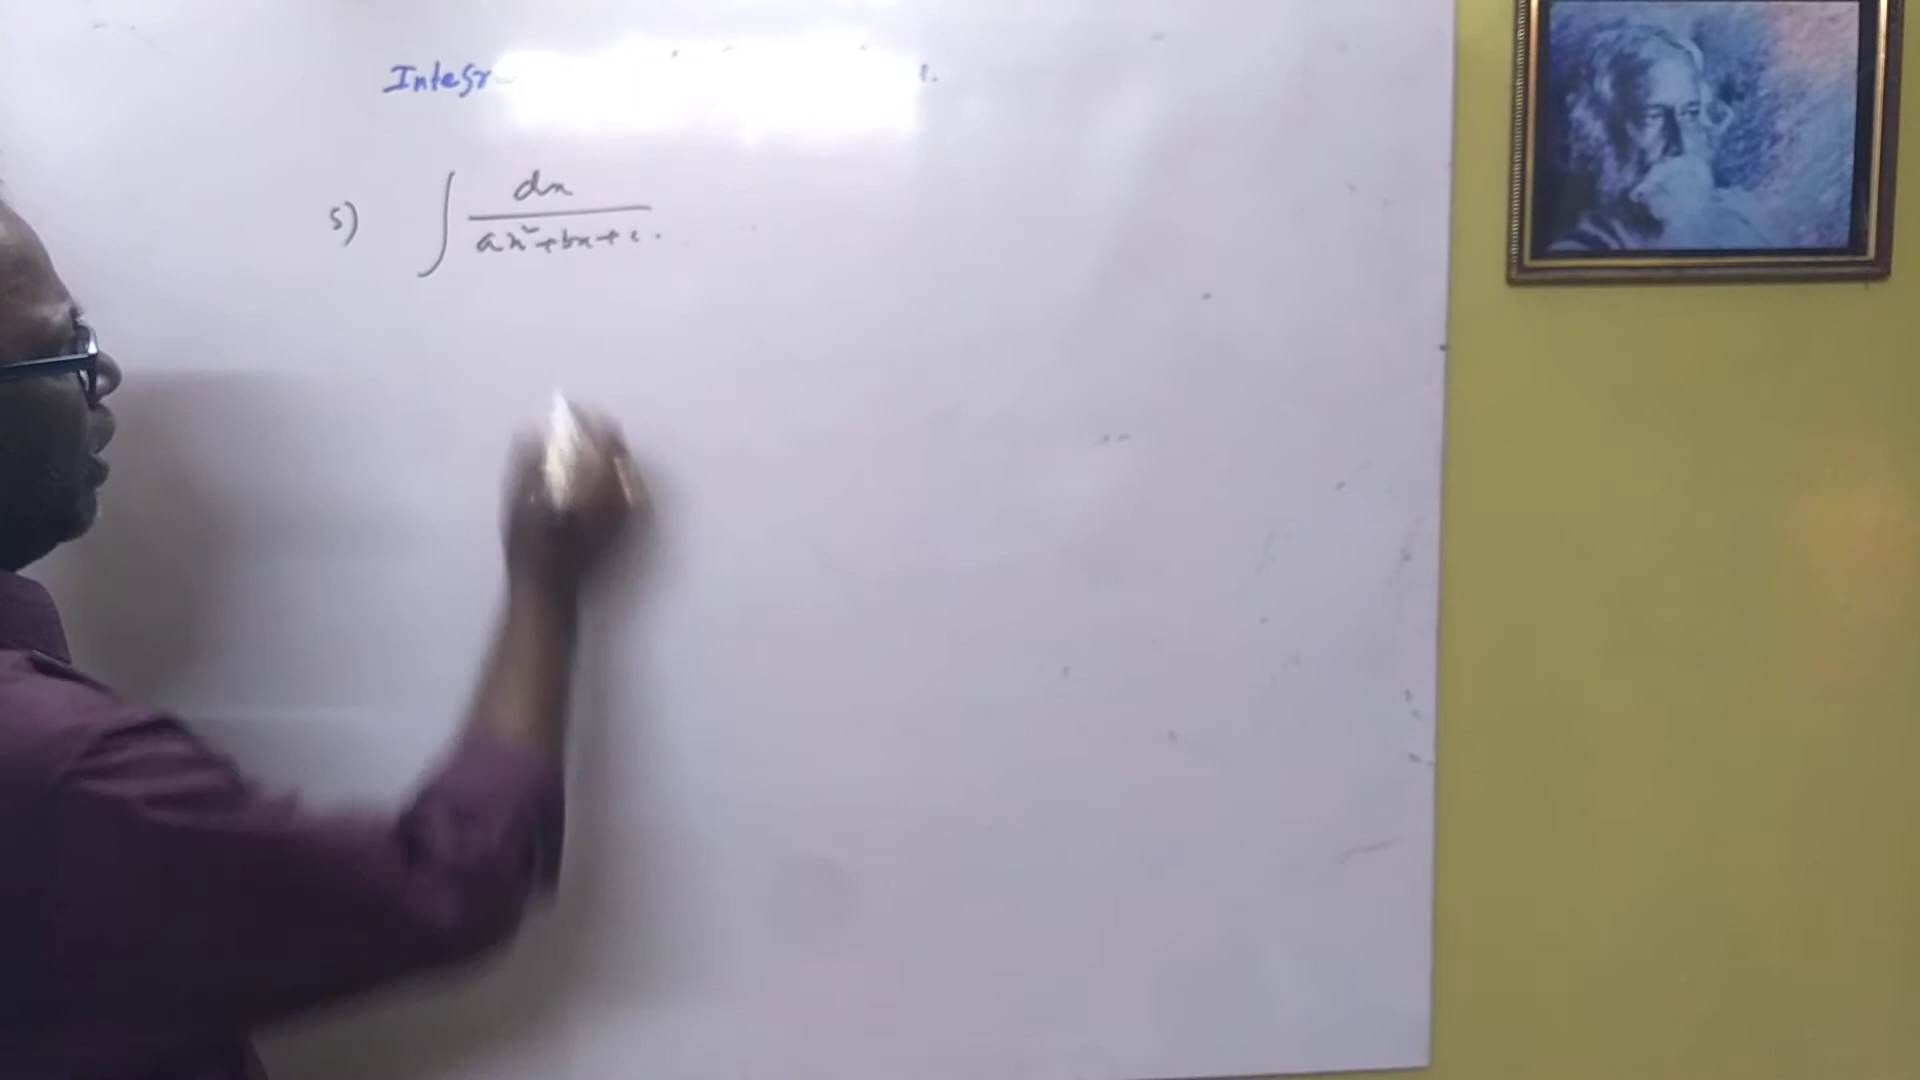 Integr
5) ∫ dx / ax²+bx+c.